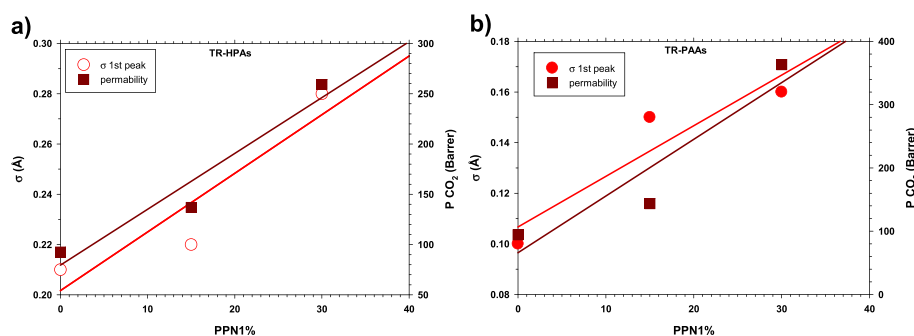 a)
TR-HPAs
σ 1st peak
permability
0.30
0.28
0.26
0.24
0.22
0.20
σ (Å)
300
250
200
150
100
50
P CO2 (Barrer)
0
10
20
30
40
PPN1%
b)
TR-PAAs
σ 1st peak
permability
0.18
0.16
0.14
0.12
0.10
0.08
σ (Å)
400
300
200
100
0
P CO2 (Barrer)
0
10
20
30
40
PPN1%